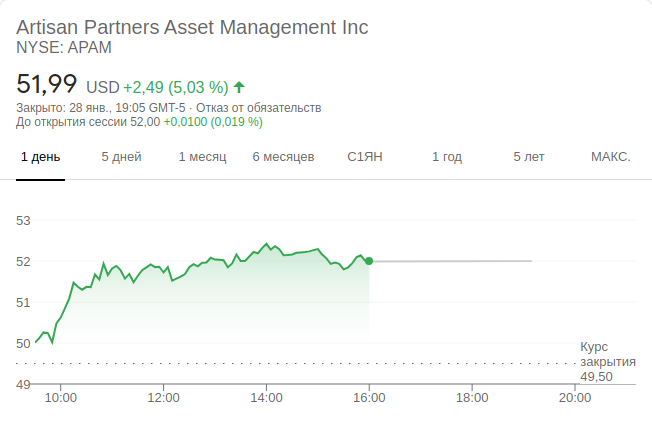 Artisan Partners Asset Management Inc
NYSE: APAM
51,99 USD +2,49 (5,03 %)
Закрыто: 28 янв., 19:05 GMT-5 · Отказ от обязательств
До открытия сессии 52,00 +0,0100 (0,019 %)
1 день 5 дней 1 месяц 6 месяцев С1ЯН 1 год 5 лет МАКС.
53
52
51
50
Курс
закрытия
49,50
49
10:00 12:00 14:00 16:00 18:00 20:00